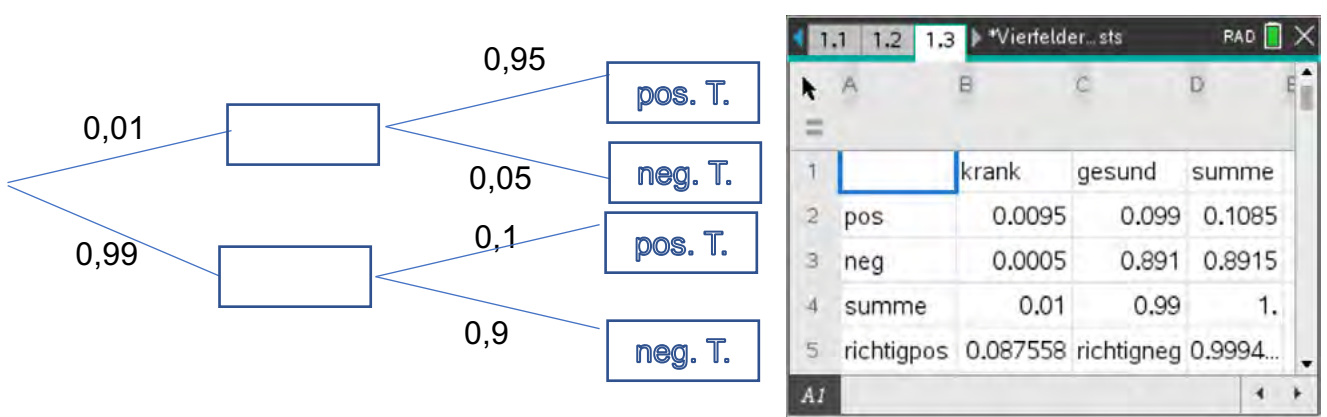 0,95
pos. T.
0,01
0,05
neg. T.
0,99
0,1
pos. T.
0,9
neg. T.
1.1 1.2 1.3 *Vierfelder...sts RAD
A B C D E
=
1 krank gesund summe
2 pos 0.0095 0.099 0.1085
3 neg 0.0005 0.891 0.8915
4 summe 0.01 0.99 1.
5 richtigpos 0.087558 richtigneg 0.9994...
A1